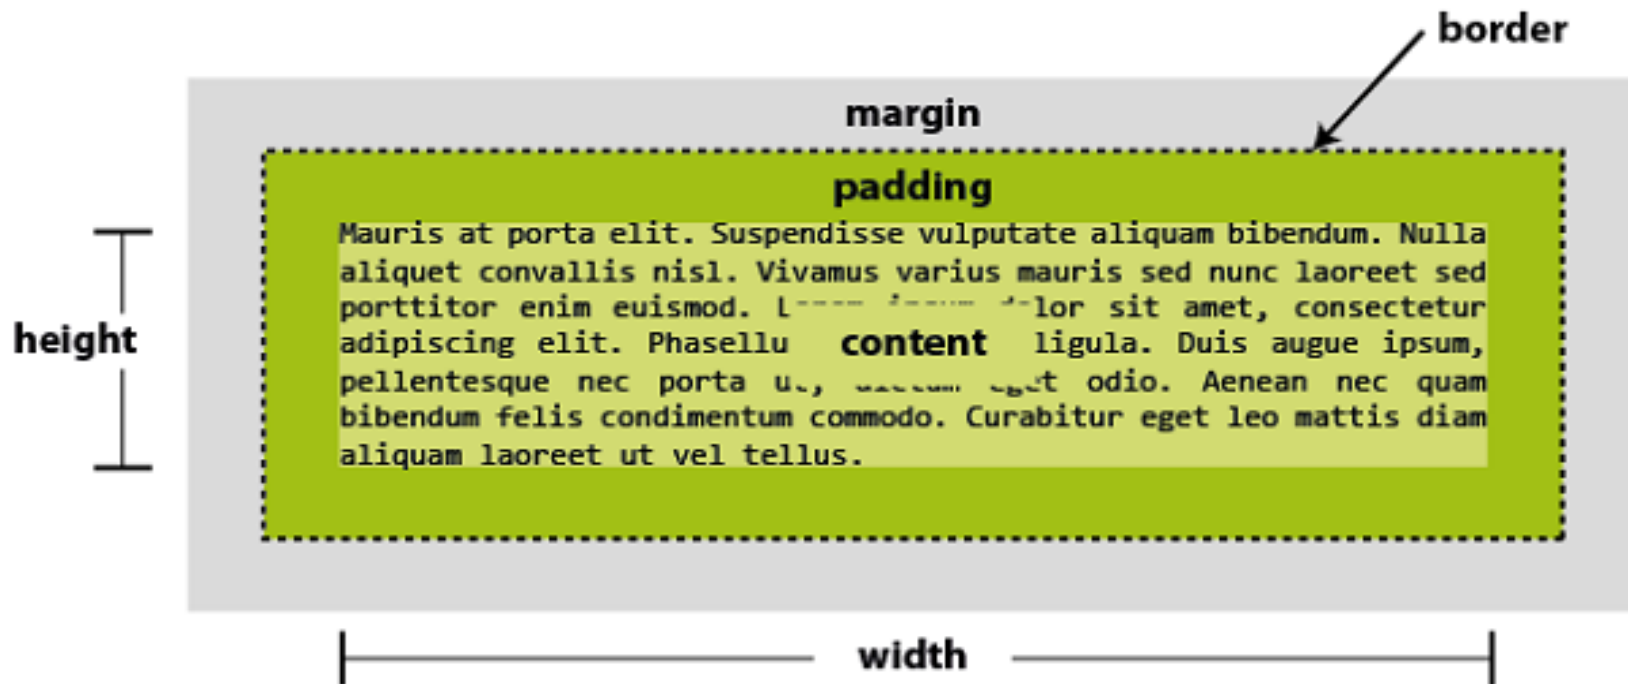 border
margin
padding
Mauris at porta elit. Suspendisse vulputate aliquam bibendum. Nulla
aliquet convallis nisl. Vivamus varius mauris sed nunc laoreet sed
porttitor enim euismod. L lor sit amet, consectetur
adipiscing elit. Phasellu ligula. Duis augue ipsum,
height
content
pellentesque nec porta odio. Aenean nec quam
bibendum felis condimentum commodo. Curabitur eget leo mattis diam
aliquam laoreet ut vel tellus.
width